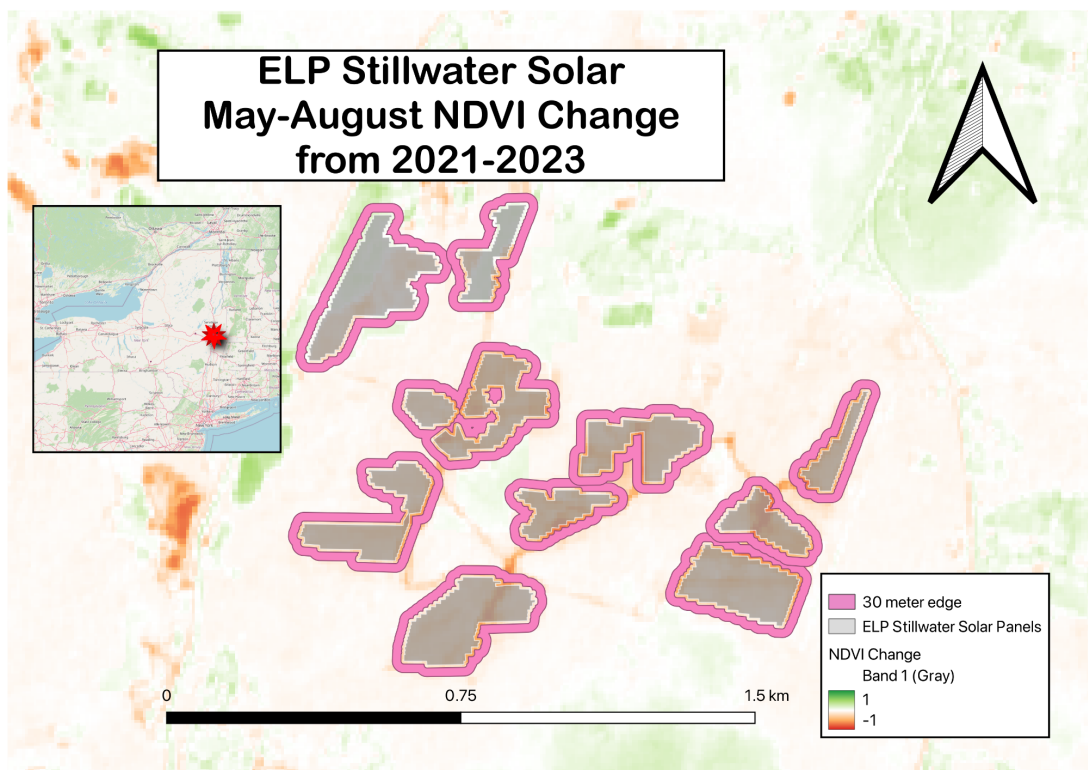 ELP Stillwater Solar
May-August NDVI Change
from 2021-2023
0
0.75
1.5 km
30 meter edge
ELP Stillwater Solar Panels
NDVI Change
Band 1 (Gray)
1
-1